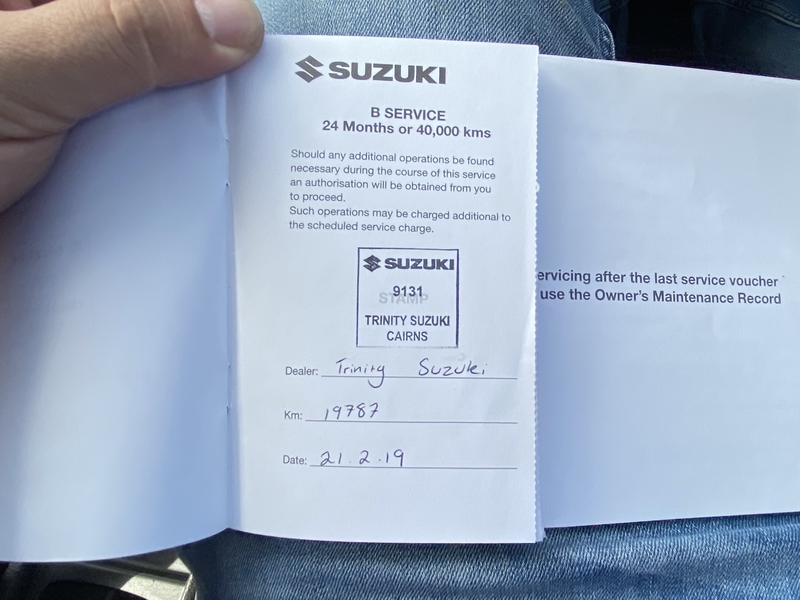 SUZUKI
B SERVICE
24 Months or 40,000 kms
Should any additional operations be found
necessary during the course of this service
an authorisation will be obtained from you
to proceed.
Such operations may be charged additional to
the scheduled service charge.
SUZUKI
9131
STAMP
TRINITY SUZUKI
CAIRNS
Dealer: Trinity Suzuki
Km: 19787
Date: 21.2.19
ervicing after the last service voucher
use the Owner's Maintenance Record